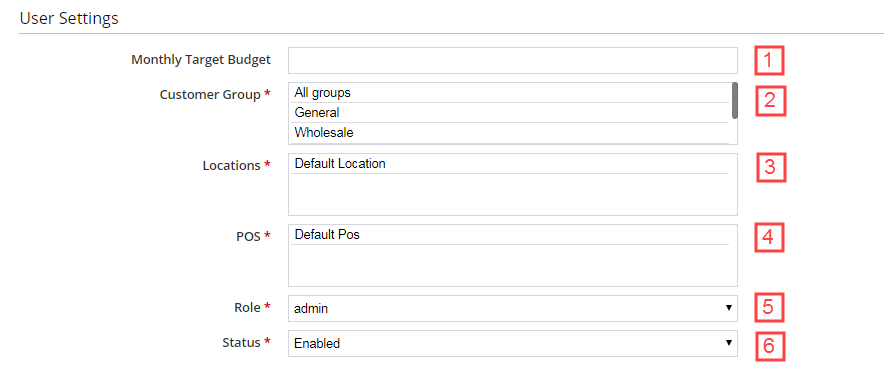 User Settings
Monthly Target Budget 1
Customer Group * All groups 2
General
Wholesale
Locations * Default Location 3
POS * Default Pos 4
Role * admin 5
Status * Enabled 6